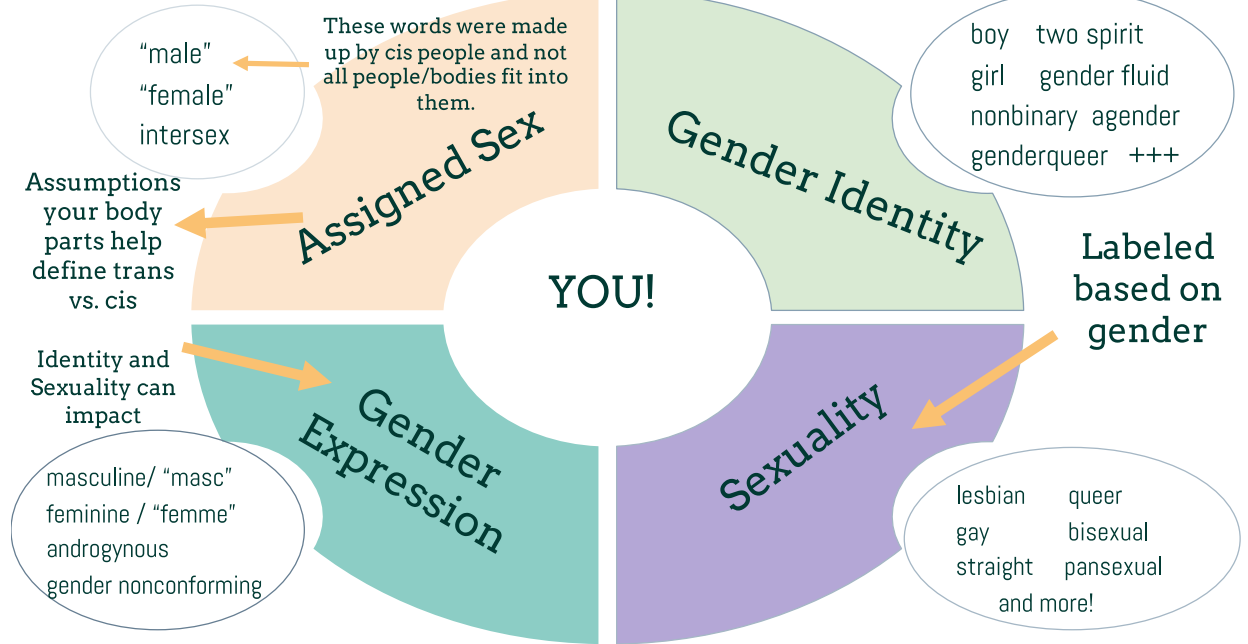 "male"
"female"
intersex
These words were made
up by cis people and not
all people/bodies fit into
them.
Assigned Sex
Assumptions
your body
parts help
define trans
vs. cis
Gender Identity
boy two spirit
girl gender fluid
nonbinary agender
genderqueer +++
YOU!
Labeled
based on
gender
Identity and
Sexuality can
impact
Gender
Expression
masculine/ "masc"
feminine / "femme"
androgynous
gender nonconforming
Sexuality
lesbian queer
gay bisexual
straight pansexual
and more!